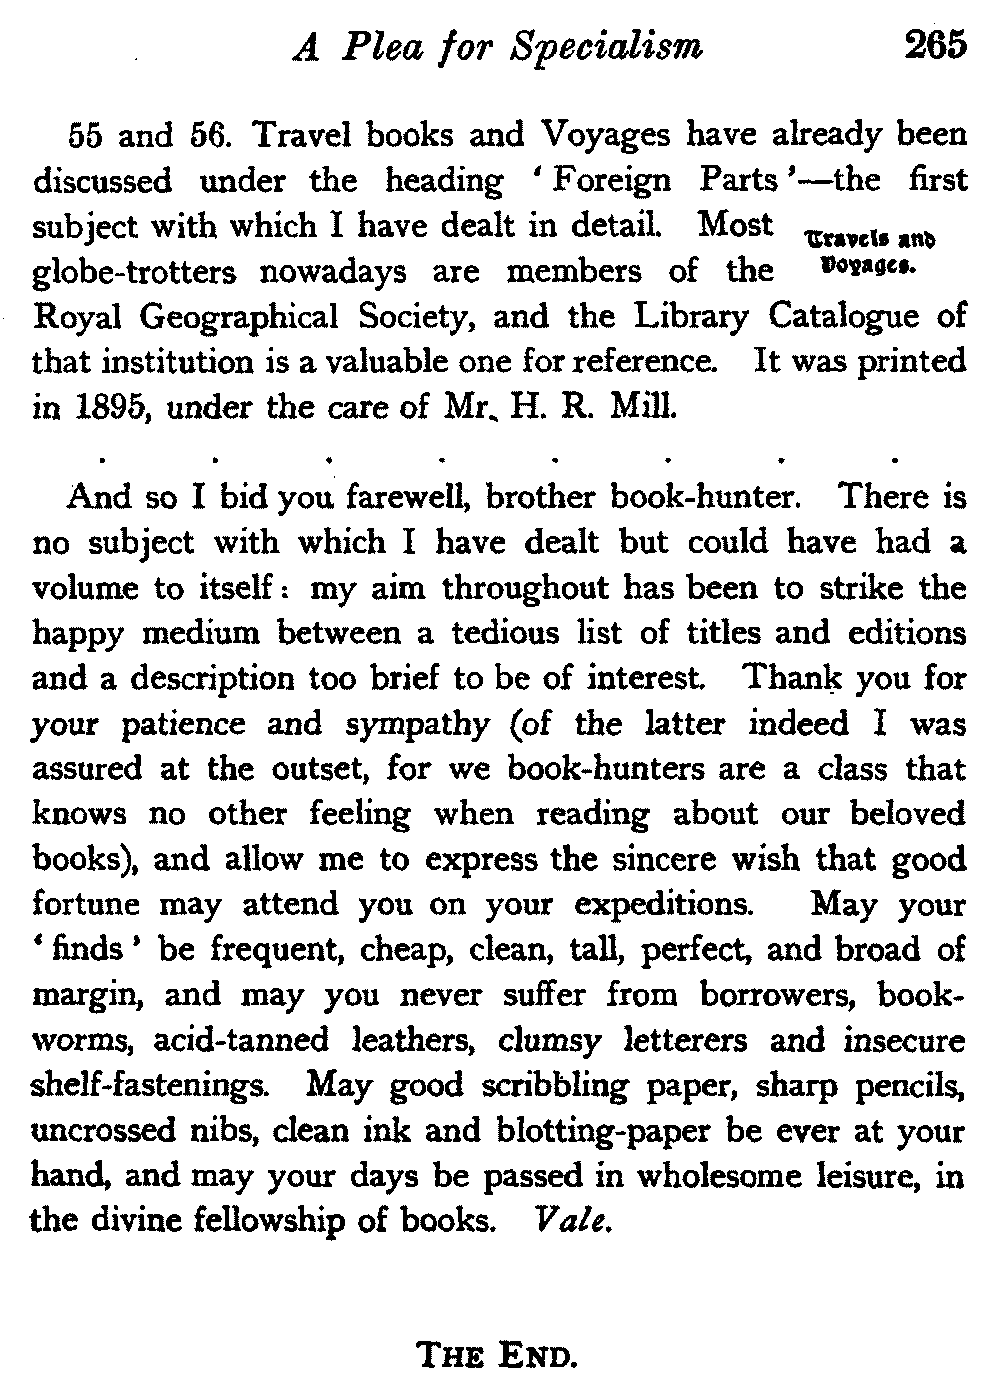 A Plea for Specialism 265
55 and 56. Travel books and Voyages have already been
discussed under the heading ‘Foreign Parts’—the first
subject with which I have dealt in detail. Most
Travels and
globe-trotters nowadays are members of the
Voyages.
Royal Geographical Society, and the Library Catalogue of
that institution is a valuable one for reference. It was printed
in 1895, under the care of Mr. H. R. Mill.
. . . . . . . .
And so I bid you farewell, brother book-hunter. There is
no subject with which I have dealt but could have had a
volume to itself: my aim throughout has been to strike the
happy medium between a tedious list of titles and editions
and a description too brief to be of interest. Thank you for
your patience and sympathy (of the latter indeed I was
assured at the outset, for we book-hunters are a class that
knows no other feeling when reading about our beloved
books), and allow me to express the sincere wish that good
fortune may attend you on your expeditions. May your
‘finds’ be frequent, cheap, clean, tall, perfect, and broad of
margin, and may you never suffer from borrowers, book-
worms, acid-tanned leathers, clumsy letterers and insecure
shelf-fastenings. May good scribbling paper, sharp pencils,
uncrossed nibs, clean ink and blotting-paper be ever at your
hand, and may your days be passed in wholesome leisure, in
the divine fellowship of books. Vale.
THE END.